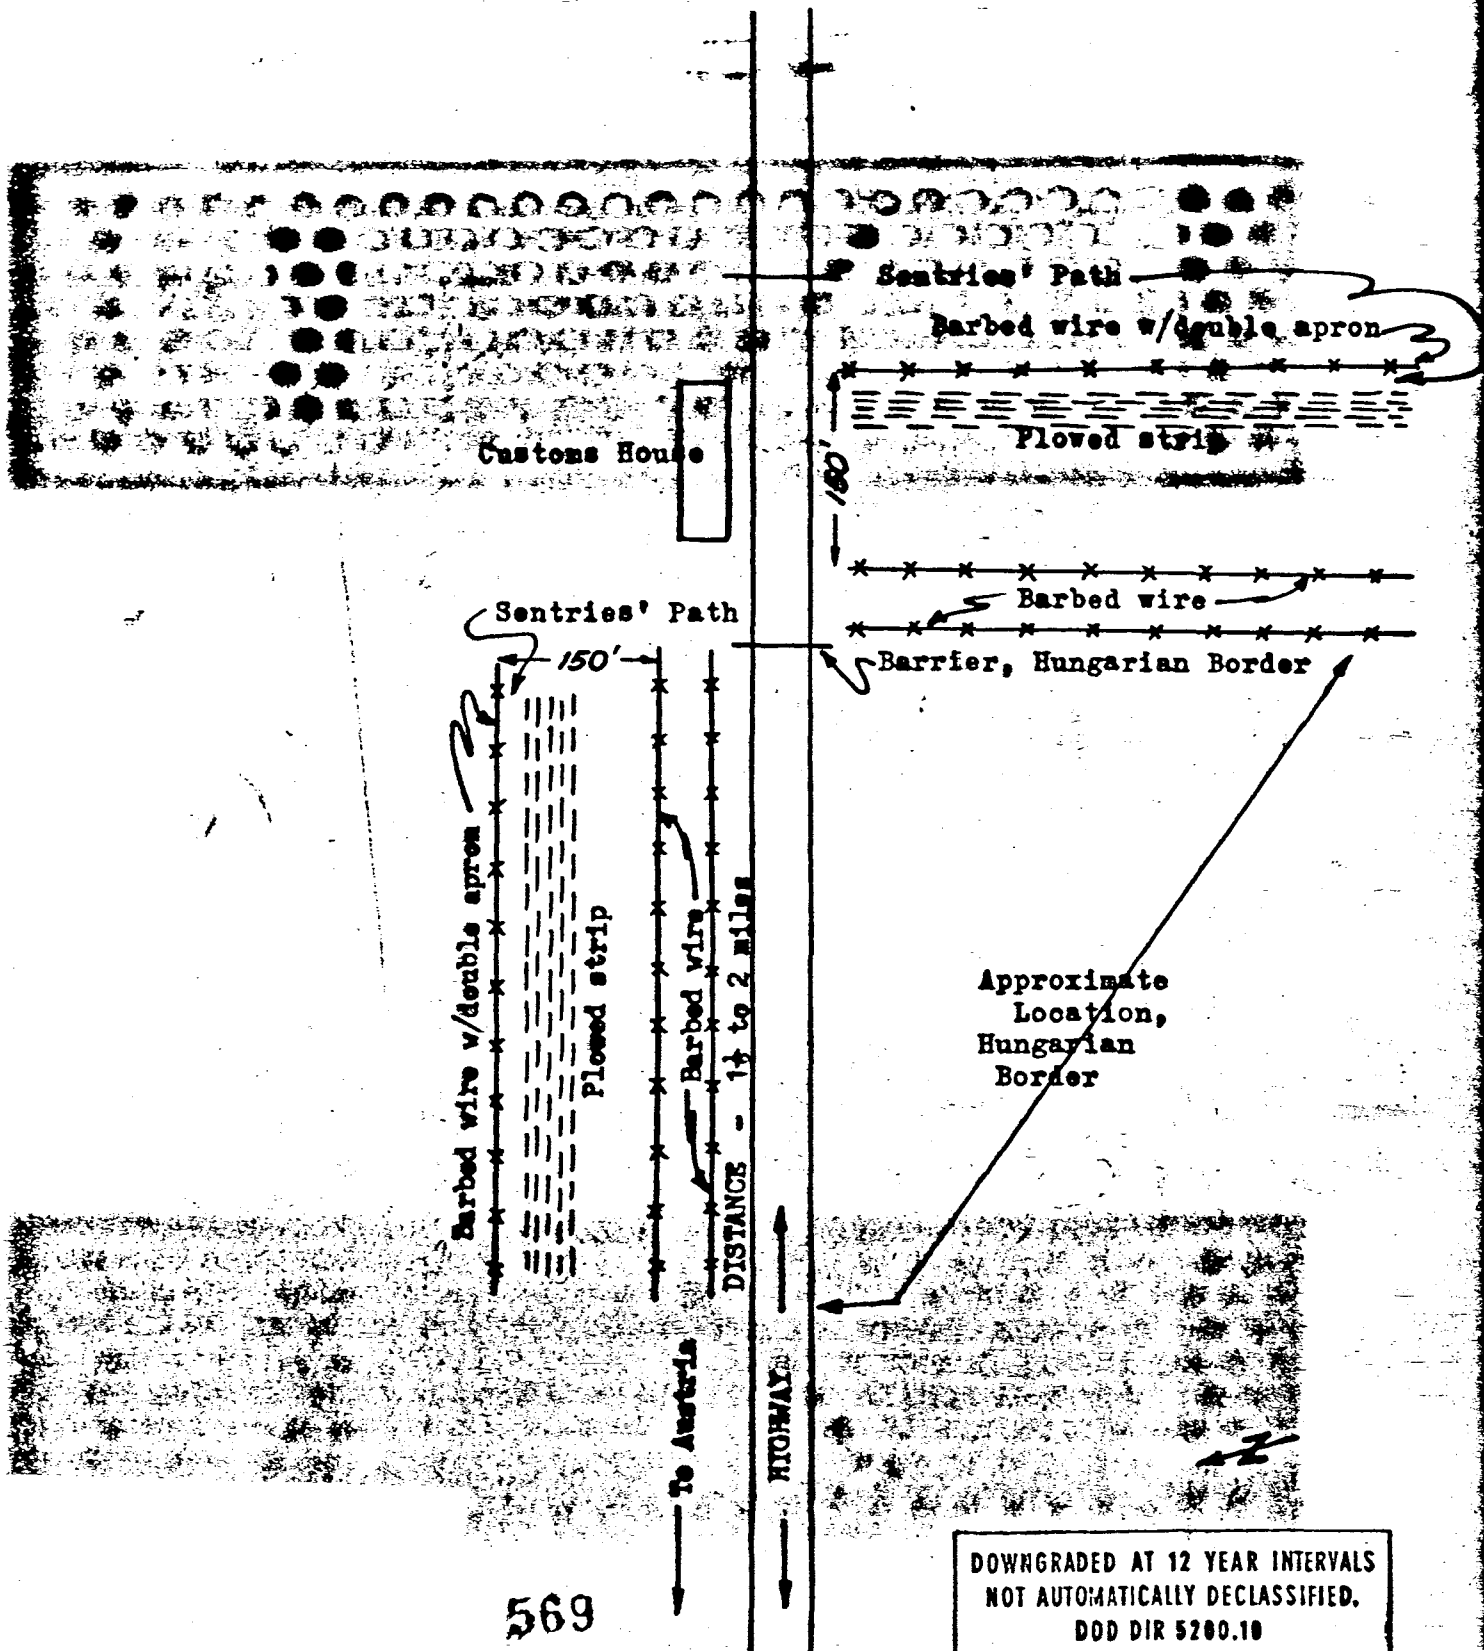 Sentries' Path
Barbed wire w/double apron
Plowed strip
Customs House
150'
Barbed wire
Sentries' Path
150'
Barrier, Hungarian Border
Barbed wire w/double apron
Plowed strip
Barbed wire
DISTANCE - 1½ to 2 miles
Approximate
Location,
Hungarian
Border
To Austria
HIGHWAY
Z
569
DOWNGRADED AT 12 YEAR INTERVALS
NOT AUTOMATICALLY DECLASSIFIED.
DOD DIR 5200.10